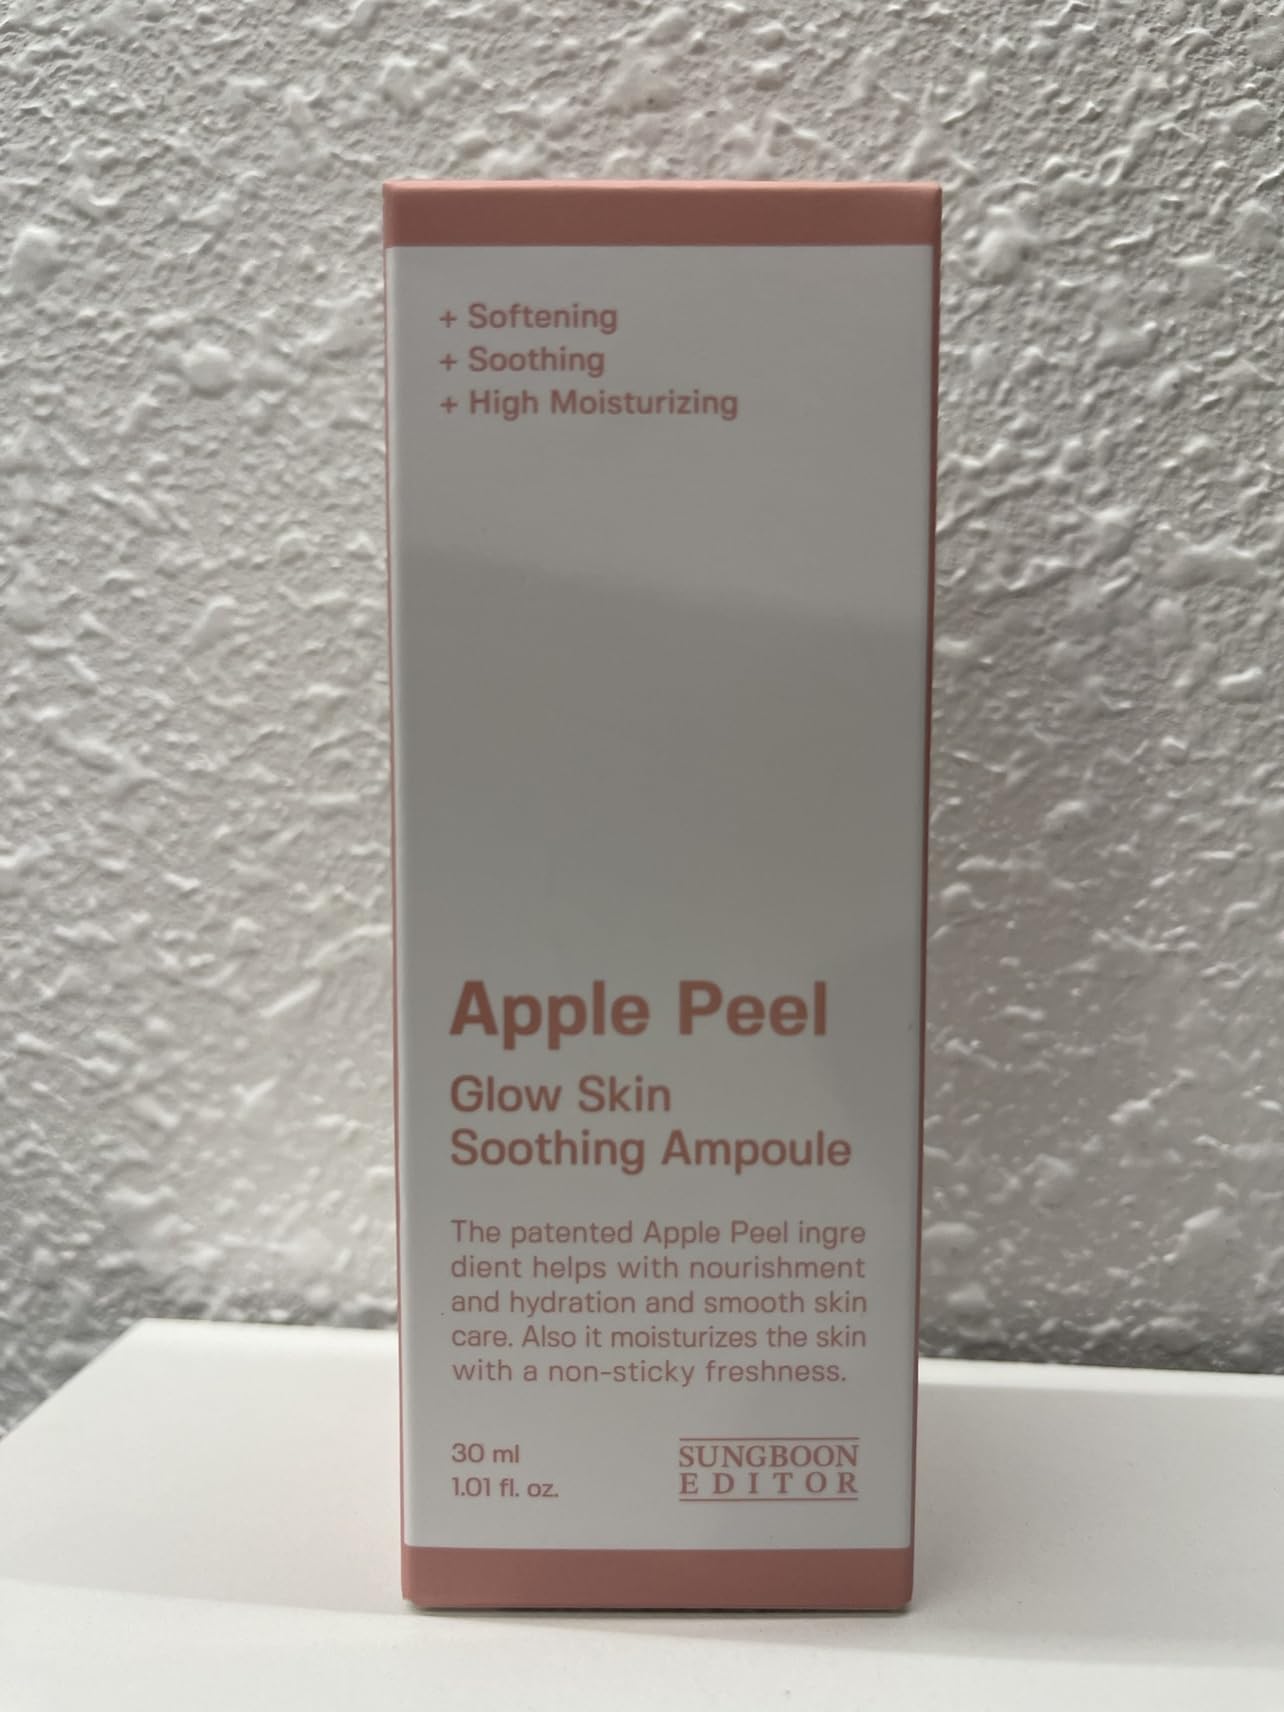 + Softening
+ Soothing
+ High Moisturizing
Apple Peel
Glow Skin
Soothing Ampoule
The patented Apple Peel ingre
dient helps with nourishment
and hydration and smooth skin
care. Also it moisturizes the skin
with a non-sticky freshness.
30 ml
1.01 fl. oz.
SUNGBOON
EDITOR